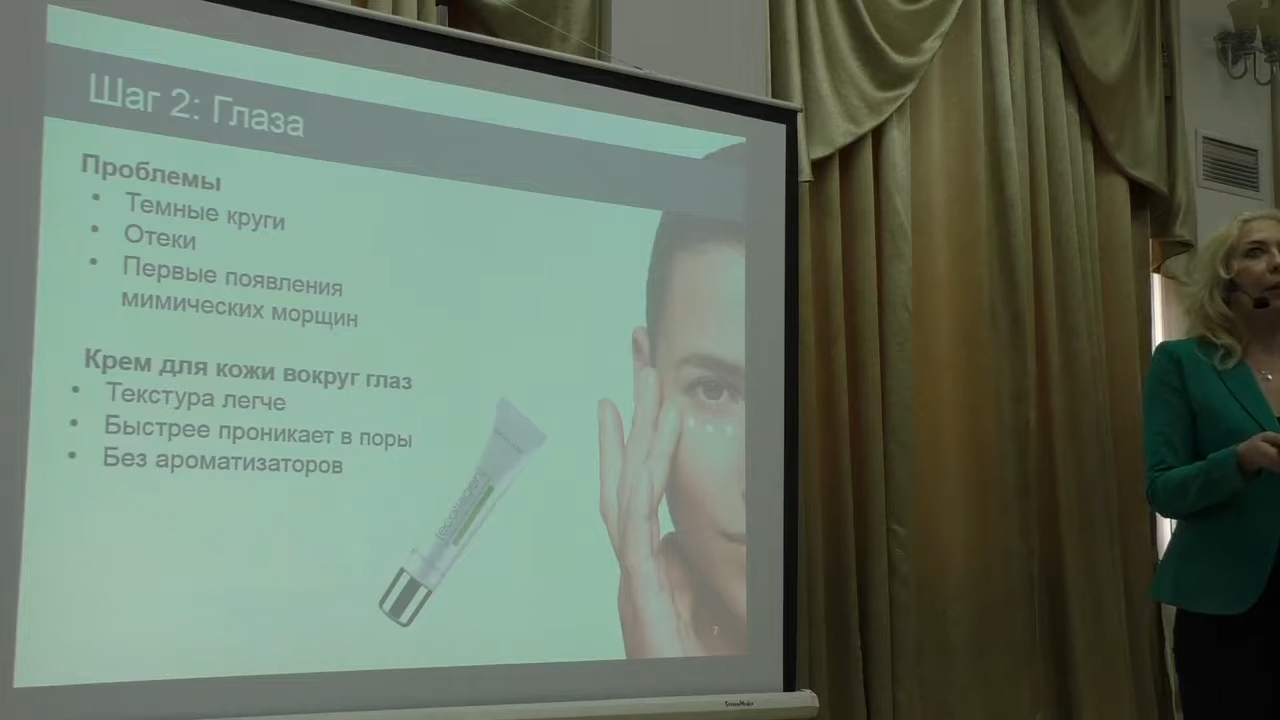 Шаг 2: Глаза
Проблемы
• Темные круги
• Отеки
• Первые появления
мимических морщин
Крем для кожи вокруг глаз
• Текстура легче
• Быстрее проникает в поры
• Без ароматизаторов
7